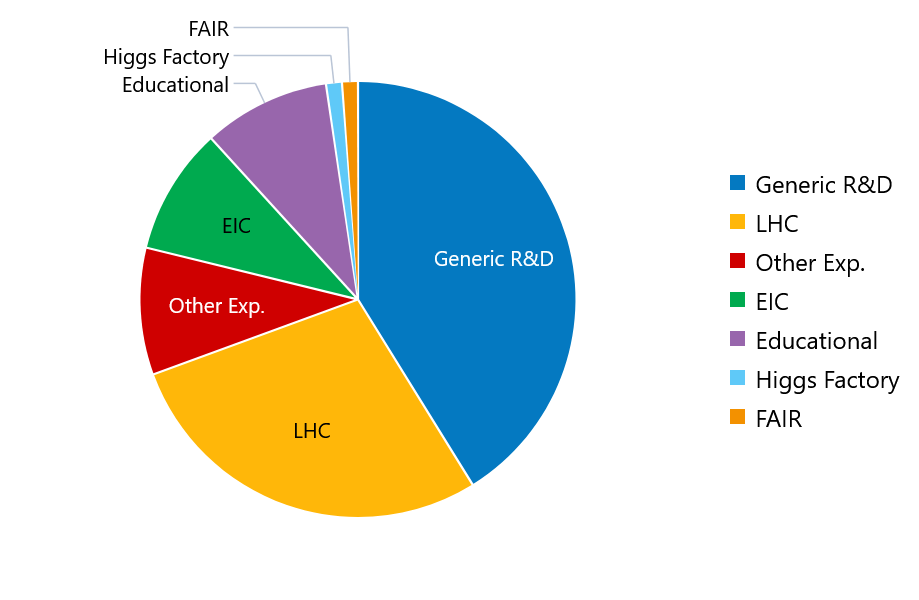 FAIR
Higgs Factory
Educational
EIC
Generic R&D
Other Exp.
LHC
Generic R&D
LHC
Other Exp.
EIC
Educational
Higgs Factory
FAIR